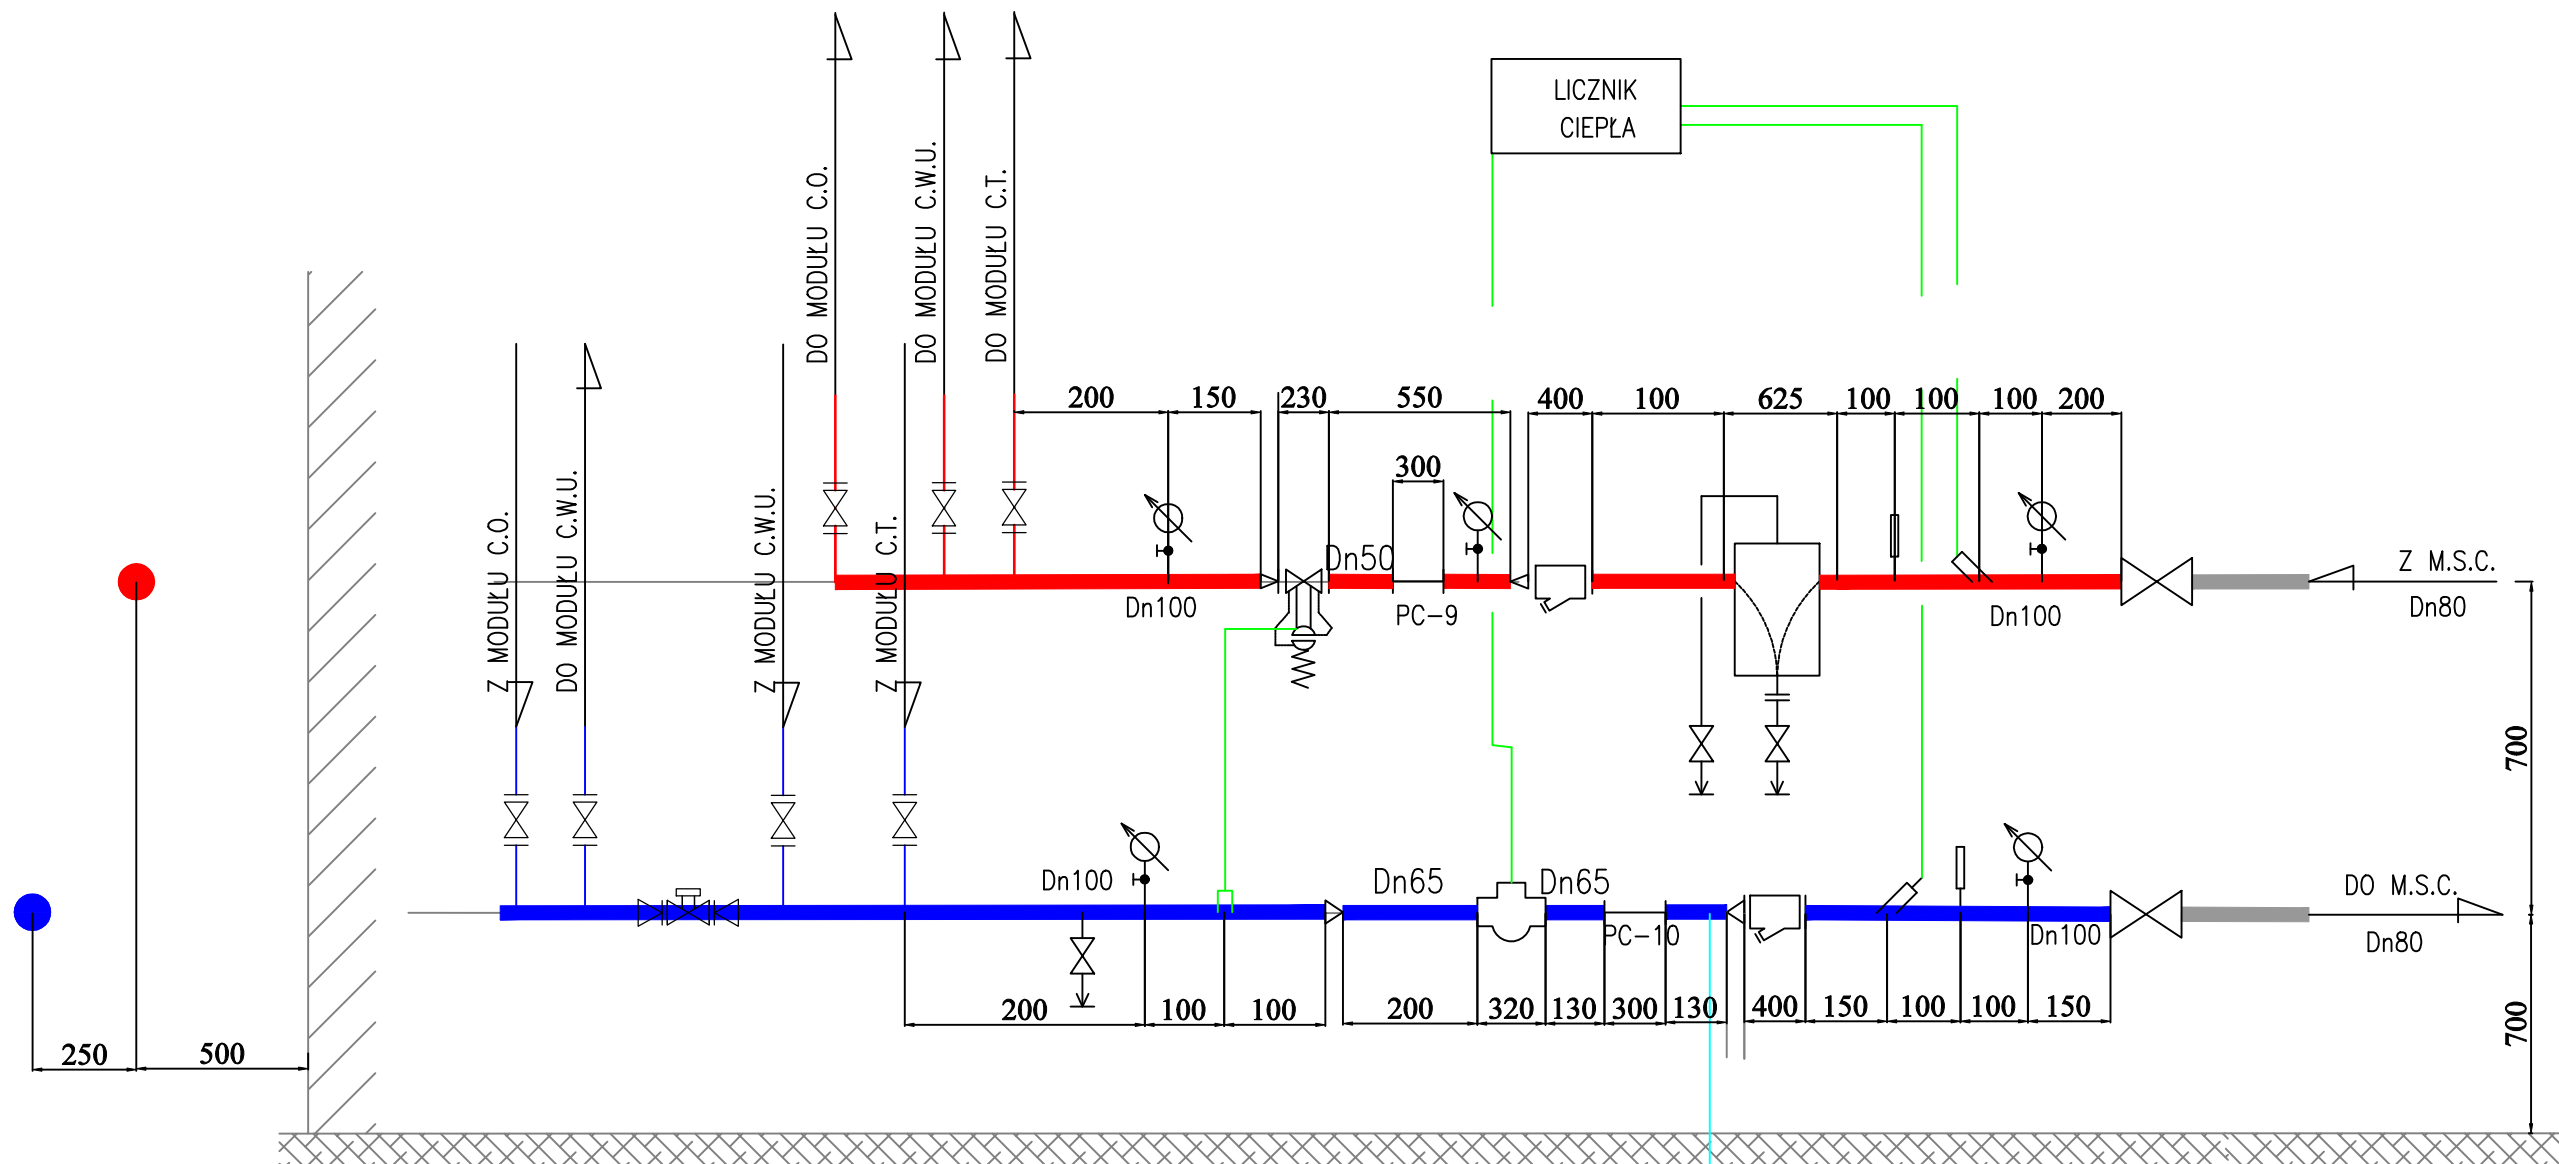 LICZNIK
CIEPŁA
DO MODUŁU C.O.
DO MODUŁU C.W.U.
DO MODUŁU C.T.
200
150
230
550
400
100
625
100
100
100
200
300
Z MODUŁU C.O.
DO MODUŁU C.W.U.
Z MODUŁU C.W.U.
Z MODUŁU C.T.
Dn50
Z M.S.C.
Dn100
PC-9
Dn100
Dn80
700
Dn100
Dn65
Dn65
DO M.S.C.
PC-10
Dn100
Dn80
200
100
100
200
320
130
300
130
400
150
100
100
150
700
250
500